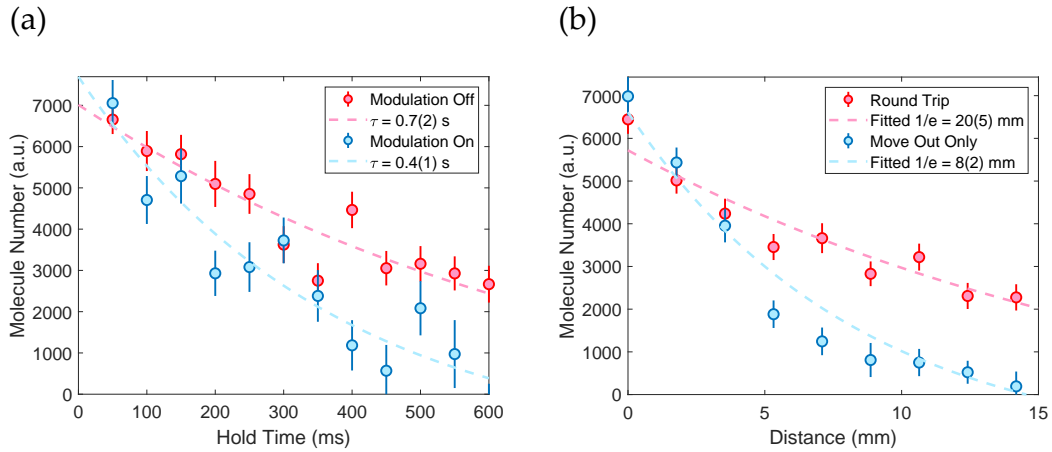 (a)
(b)
Molecule Number (a.u.)
7000
6000
5000
4000
3000
2000
1000
0
0 100 200 300 400 500 600
Hold Time (ms)
Modulation Off
τ = 0.7(2) s
Modulation On
τ = 0.4(1) s
Molecule Number (a.u.)
7000
6000
5000
4000
3000
2000
1000
0
0 5 10 15
Distance (mm)
Round Trip
Fitted 1/e = 20(5) mm
Move Out Only
Fitted 1/e = 8(2) mm